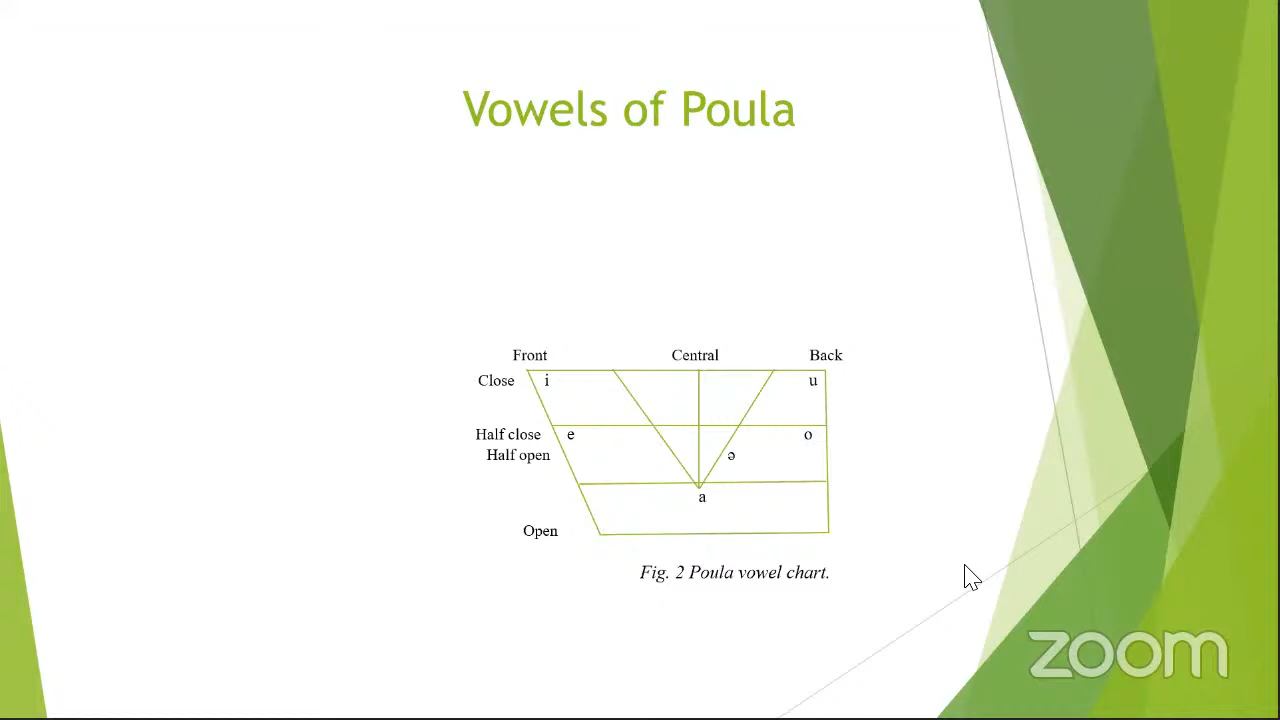 Vowels of Poula
Front Central Back
Close i u
Half close e o
Half open ə
a
Open
Fig. 2 Poula vowel chart.
zoom